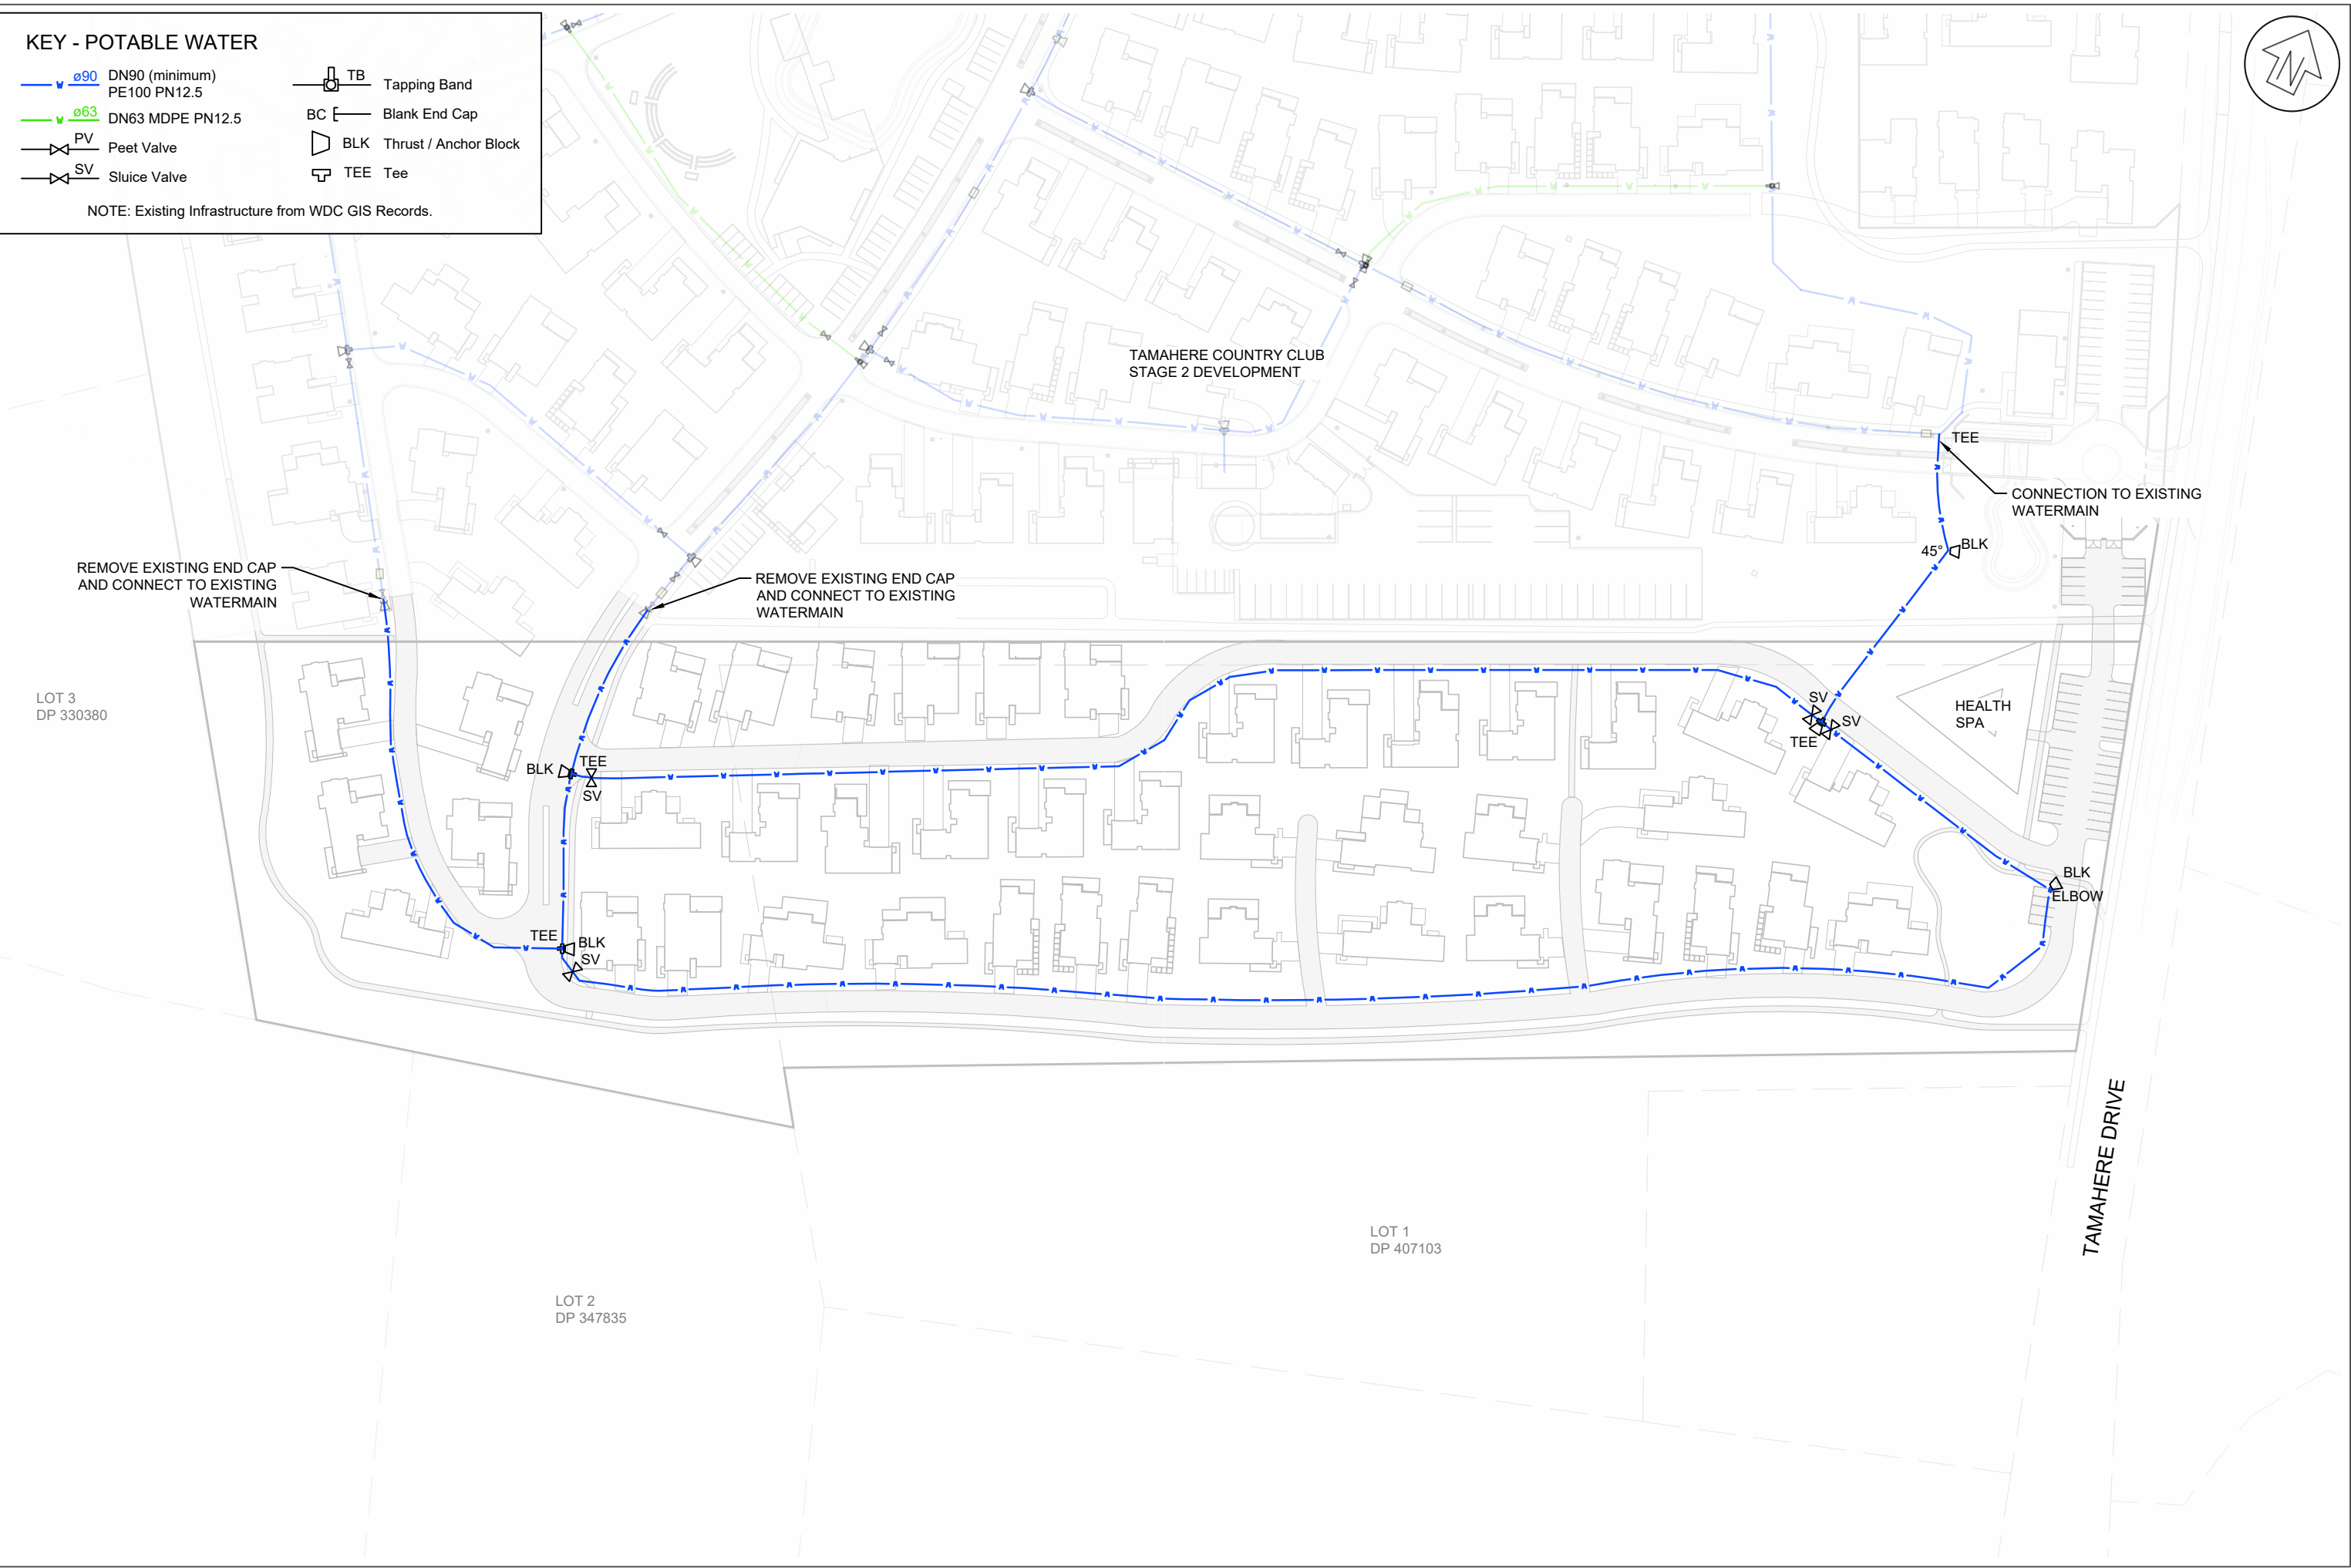 KEY - POTABLE WATER
ø90
DN90 (minimum)
PE100 PN12.5
ø63
DN63 MDPE PN12.5
PV
Peet Valve
SV
Sluice Valve
TB
Tapping Band
BC
Blank End Cap
BLK
Thrust / Anchor Block
TEE
Tee
NOTE: Existing Infrastructure from WDC GIS Records.
N
TAMAHERE COUNTRY CLUB
STAGE 2 DEVELOPMENT
TEE
CONNECTION TO EXISTING
WATERMAIN
45°
BLK
REMOVE EXISTING END CAP
AND CONNECT TO EXISTING
WATERMAIN
REMOVE EXISTING END CAP
AND CONNECT TO EXISTING
WATERMAIN
LOT 3
DP 330380
SV
SV
TEE
HEALTH
SPA
BLK
TEE
SV
BLK
ELBOW
TEE
BLK
SV
TAMAHERE DRIVE
LOT 1
DP 407103
LOT 2
DP 347835